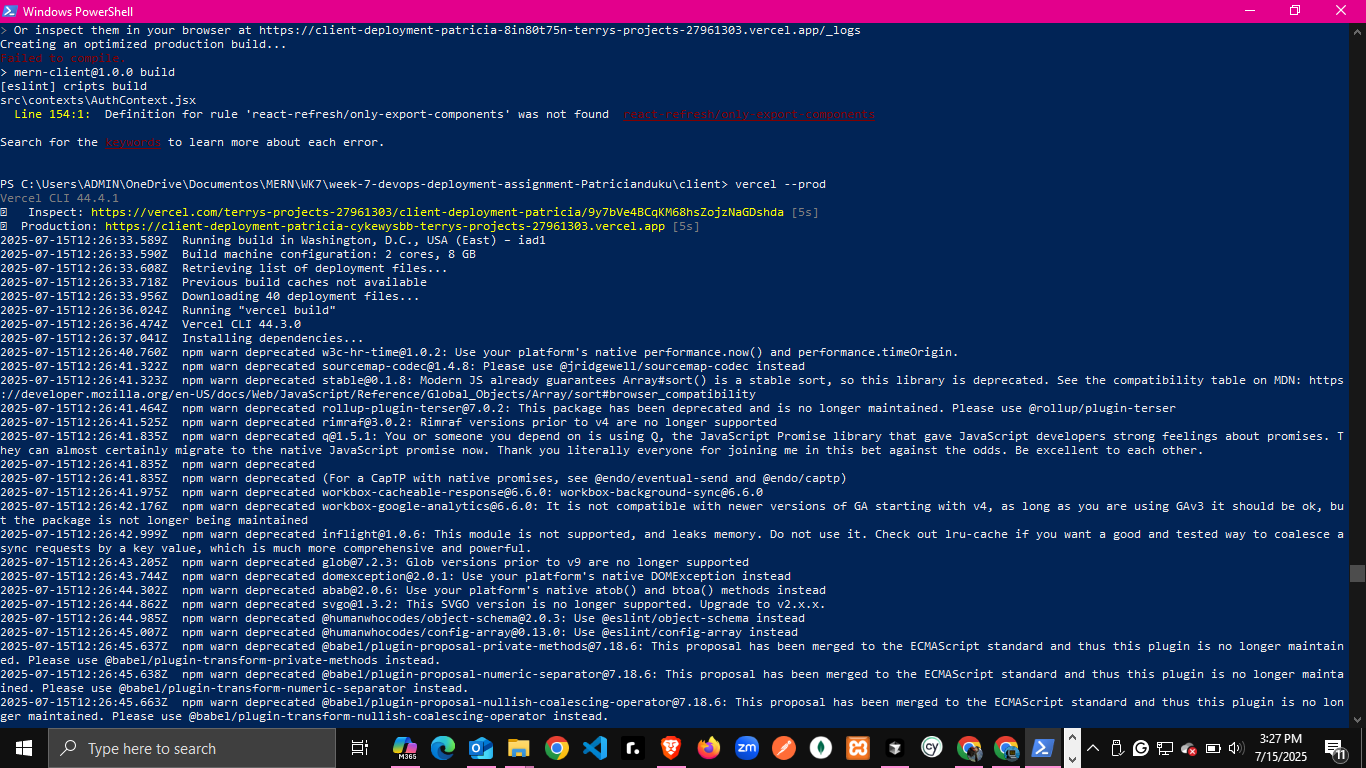 Windows PowerShell
> Or inspect them in your browser at https://client-deployment-patricia-8in80t75n-terrys-projects-27961303.vercel.app/_logs
Creating an optimized production build...
Failed to compile.
> mern-client@1.0.0 build
[eslint] cripts build
src\contexts\AuthContext.jsx
  Line 154:1:  Definition for rule 'react-refresh/only-export-components' was not found  react-refresh/only-export-components
Search for the keywords to learn more about each error.
PS C:\Users\ADMIN\OneDrive\Documentos\MERN\WK7\week-7-devops-deployment-assignment-Patricianduku\client> vercel --prod
Vercel CLI 44.4.1
Inspect: https://vercel.com/terrys-projects-27961303/client-deployment-patricia/9y7bVe4BCqKM68hsZojzNaGDshda [5s]
Production: https://client-deployment-patricia-cykewysbb-terrys-projects-27961303.vercel.app [5s]
2025-07-15T12:26:33.589Z  Running build in Washington, D.C., USA (East) – iad1
2025-07-15T12:26:33.590Z  Build machine configuration: 2 cores, 8 GB
2025-07-15T12:26:33.608Z  Retrieving list of deployment files...
2025-07-15T12:26:33.718Z  Previous build caches not available
2025-07-15T12:26:33.956Z  Downloading 40 deployment files...
2025-07-15T12:26:36.024Z  Running "vercel build"
2025-07-15T12:26:36.474Z  Vercel CLI 44.3.0
2025-07-15T12:26:37.041Z  Installing dependencies...
2025-07-15T12:26:40.760Z  npm warn deprecated w3c-hr-time@1.0.2: Use your platform's native performance.now() and performance.timeOrigin.
2025-07-15T12:26:41.322Z  npm warn deprecated sourcemap-codec@1.4.8: Please use @jridgewell/sourcemap-codec instead
2025-07-15T12:26:41.323Z  npm warn deprecated stable@0.1.8: Modern JS already guarantees Array#sort() is a stable sort, so this library is deprecated. See the compatibility table on MDN: https
://developer.mozilla.org/en-US/docs/Web/JavaScript/Reference/Global_Objects/Array/sort#browser_compatibility
2025-07-15T12:26:41.464Z  npm warn deprecated rollup-plugin-terser@7.0.2: This package has been deprecated and is no longer maintained. Please use @rollup/plugin-terser
2025-07-15T12:26:41.525Z  npm warn deprecated rimraf@3.0.2: Rimraf versions prior to v4 are no longer supported
2025-07-15T12:26:41.835Z  npm warn deprecated q@1.5.1: You or someone you depend on is using Q, the JavaScript Promise library that gave JavaScript developers strong feelings about promises. T
hey can almost certainly migrate to the native JavaScript promise now. Thank you literally everyone for joining me in this bet against the odds. Be excellent to each other.
2025-07-15T12:26:41.835Z  npm warn deprecated
2025-07-15T12:26:41.835Z  npm warn deprecated (For a CapTP with native promises, see @endo/eventual-send and @endo/captp)
2025-07-15T12:26:41.975Z  npm warn deprecated workbox-cacheable-response@6.6.0: workbox-background-sync@6.6.0
2025-07-15T12:26:42.176Z  npm warn deprecated workbox-google-analytics@6.6.0: It is not compatible with newer versions of GA starting with v4, as long as you are using GAv3 it should be ok, bu
t the package is not longer being maintained
2025-07-15T12:26:42.999Z  npm warn deprecated inflight@1.0.6: This module is not supported, and leaks memory. Do not use it. Check out lru-cache if you want a good and tested way to coalesce a
sync requests by a key value, which is much more comprehensive and powerful.
2025-07-15T12:26:43.205Z  npm warn deprecated glob@7.2.3: Glob versions prior to v9 are no longer supported
2025-07-15T12:26:43.744Z  npm warn deprecated domexception@2.0.1: Use your platform's native DOMException instead
2025-07-15T12:26:44.302Z  npm warn deprecated abab@2.0.6: Use your platform's native atob() and btoa() methods instead
2025-07-15T12:26:44.862Z  npm warn deprecated svgo@1.3.2: This SVGO version is no longer supported. Upgrade to v2.x.x.
2025-07-15T12:26:44.985Z  npm warn deprecated @humanwhocodes/object-schema@2.0.3: Use @eslint/object-schema instead
2025-07-15T12:26:45.007Z  npm warn deprecated @humanwhocodes/config-array@0.13.0: Use @eslint/config-array instead
2025-07-15T12:26:45.637Z  npm warn deprecated @babel/plugin-proposal-private-methods@7.18.6: This proposal has been merged to the ECMAScript standard and thus this plugin is no longer maintain
ed. Please use @babel/plugin-transform-private-methods instead.
2025-07-15T12:26:45.638Z  npm warn deprecated @babel/plugin-proposal-numeric-separator@7.18.6: This proposal has been merged to the ECMAScript standard and thus this plugin is no longer mainta
ined. Please use @babel/plugin-transform-numeric-separator instead.
2025-07-15T12:26:45.663Z  npm warn deprecated @babel/plugin-proposal-nullish-coalescing-operator@7.18.6: This proposal has been merged to the ECMAScript standard and thus this plugin is no lon
ger maintained. Please use @babel/plugin-transform-nullish-coalescing-operator instead.
Type here to search
M365
zm
r.
CY
3:27 PM
7/15/2025
11